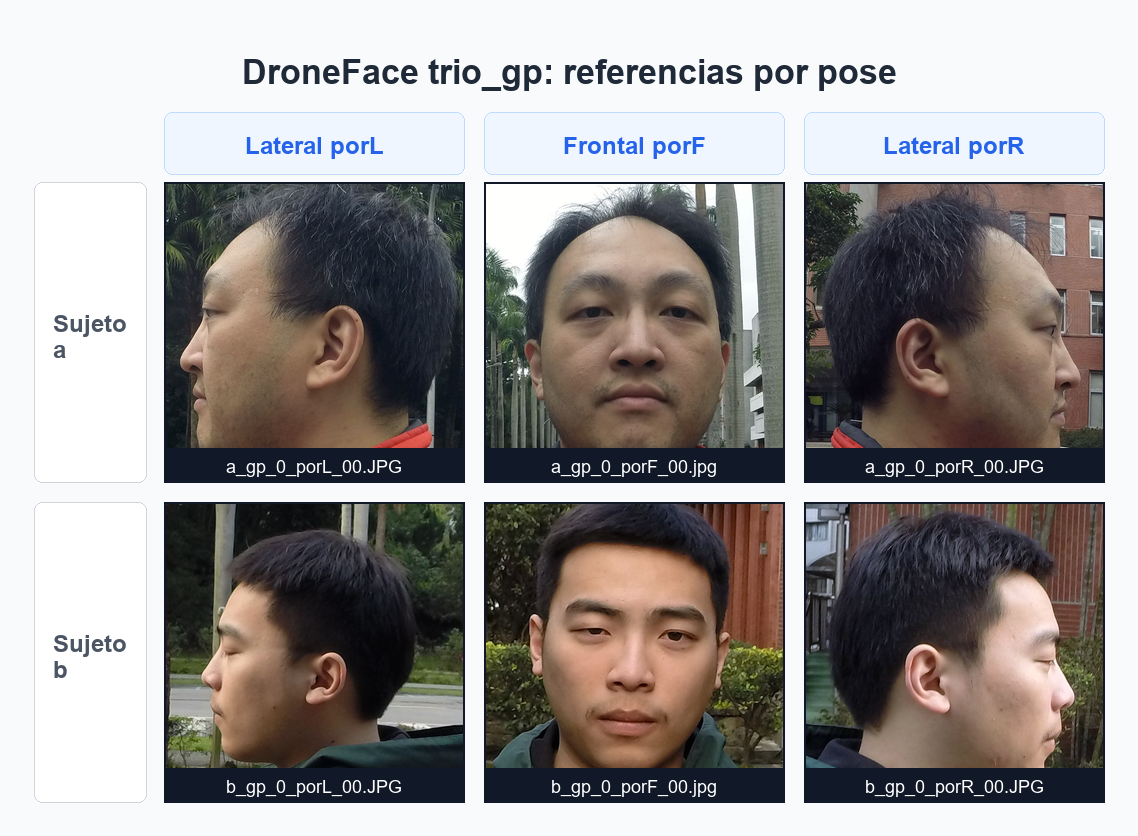 DroneFace trio_gp: referencias por pose
Lateral porL
Frontal porF
Lateral porR
Sujeto
a
a_gp_0_porL_00.JPG
a_gp_0_porF_00.jpg
a_gp_0_porR_00.JPG
Sujeto
b
b_gp_0_porL_00.JPG
b_gp_0_porF_00.jpg
b_gp_0_porR_00.JPG